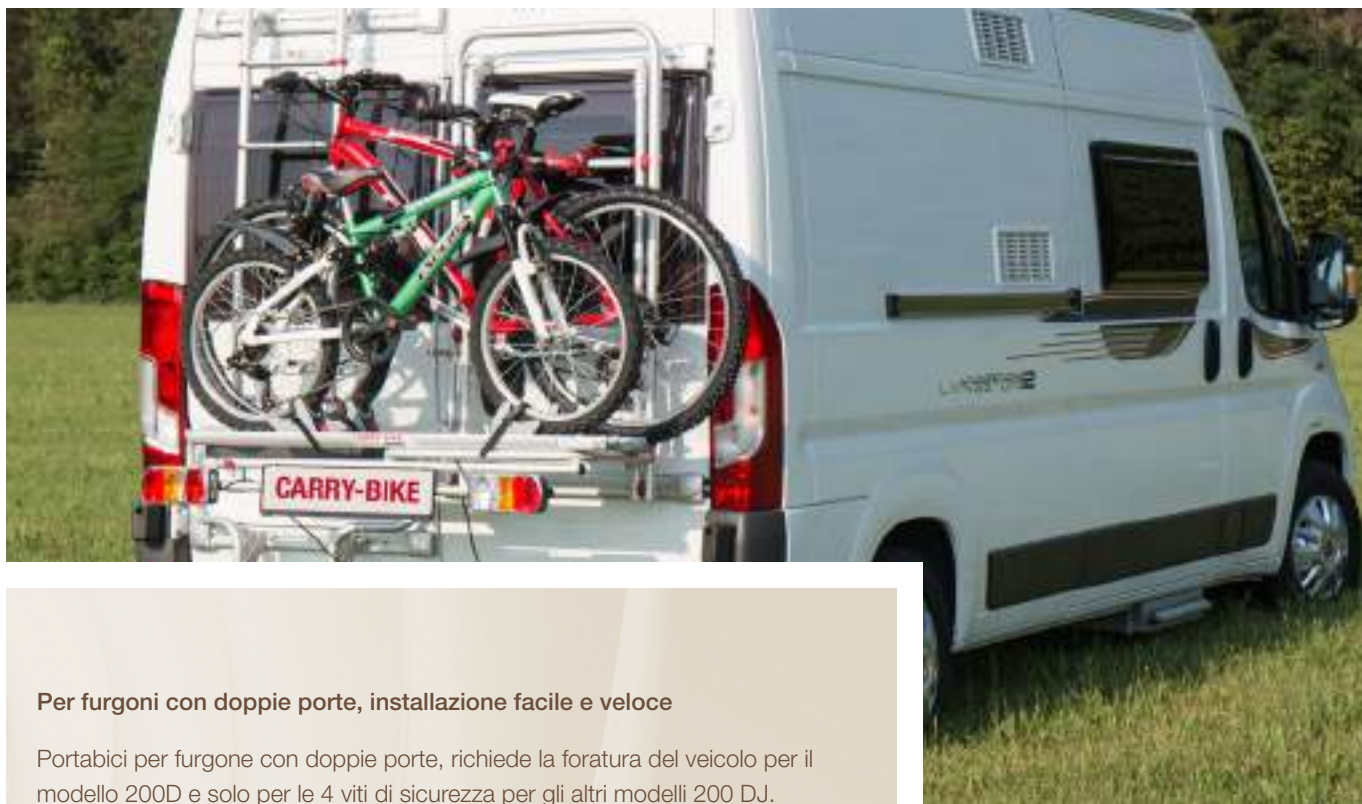 CARRY-BIKE
Per furgoni con doppie porte, installazione facile e veloce
Portabici per furgone con doppie porte, richiede la foratura del veicolo per il
modello 200D e solo per le 4 viti di sicurezza per gli altri modelli 200 DJ.